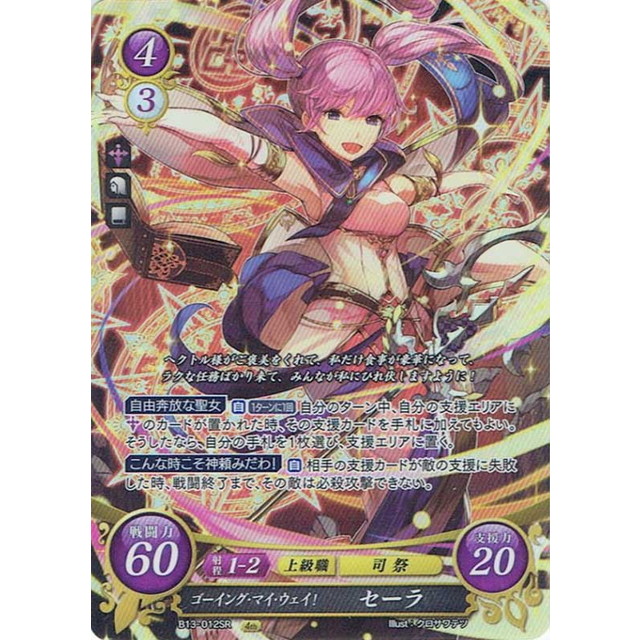 4
3
ヘクトル様がご褒美をくれて、私だけ食事が豪華になって、
ラクな任務ばかり来て、みんなが私にひれ伏しますように!
自由奔放な聖女 自 1ターンに1回 自分のターン中、自分の支援エリアに
のカードが置かれた時、その支援カードを手札に加えてもよい。
そうしたなら、自分の手札を1枚選び、支援エリアに置く。
こんな時こそ神頼みだわ! 自 相手の支援カードが敵の支援に失敗
した時、戦闘終了まで、その敵は必殺攻撃できない。
戦闘力
60
射程 1-2 上級職 司祭
支援力
20
ゴーイング・マイ・ウェイ! セーラ
B13-012SR
Illust・クロサワテツ